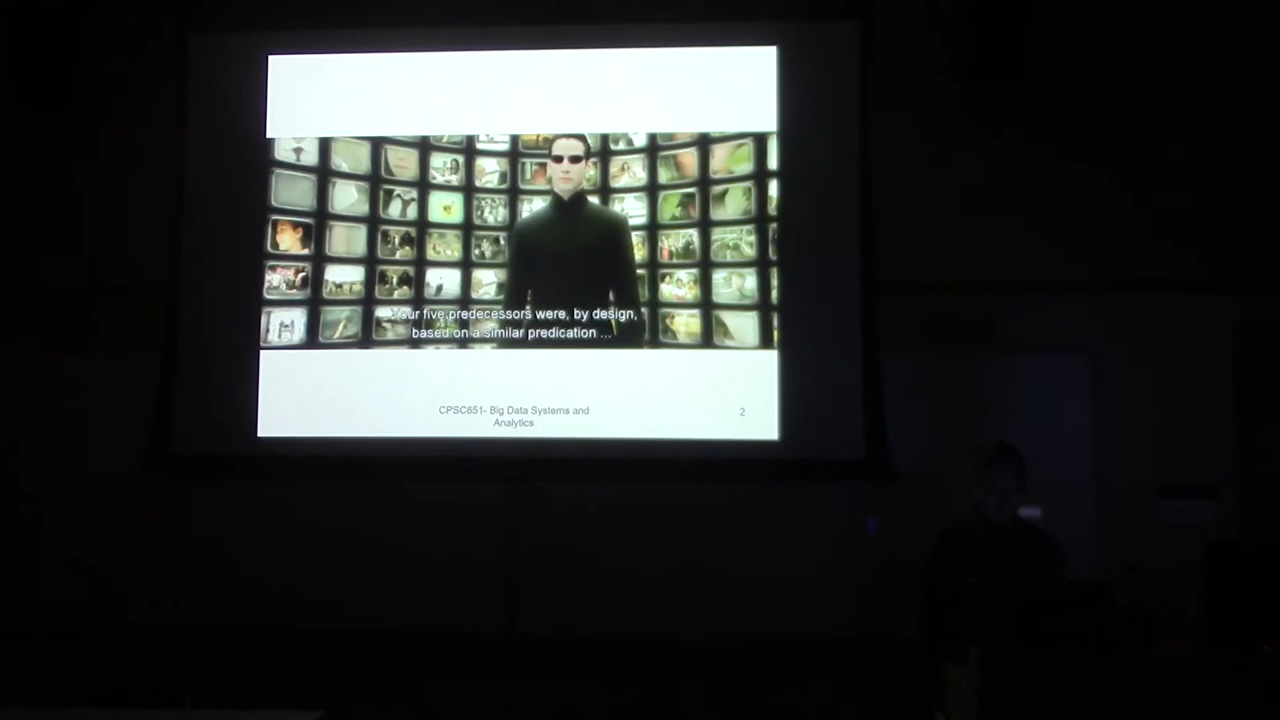 Your five predecessors were, by design,
based on a similar predication ...
CPSC651- Big Data Systems and
Analytics
2